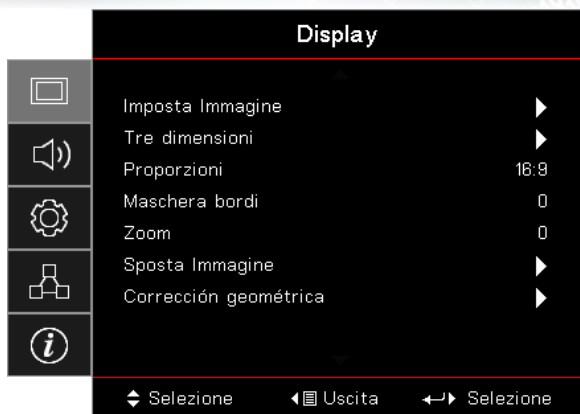 Display
Imposta Immagine
Tre dimensioni
Proporzioni 16:9
Maschera bordi 0
Zoom 0
Sposta Immagine
Corrección geométrica
Selezione Uscita Selezione